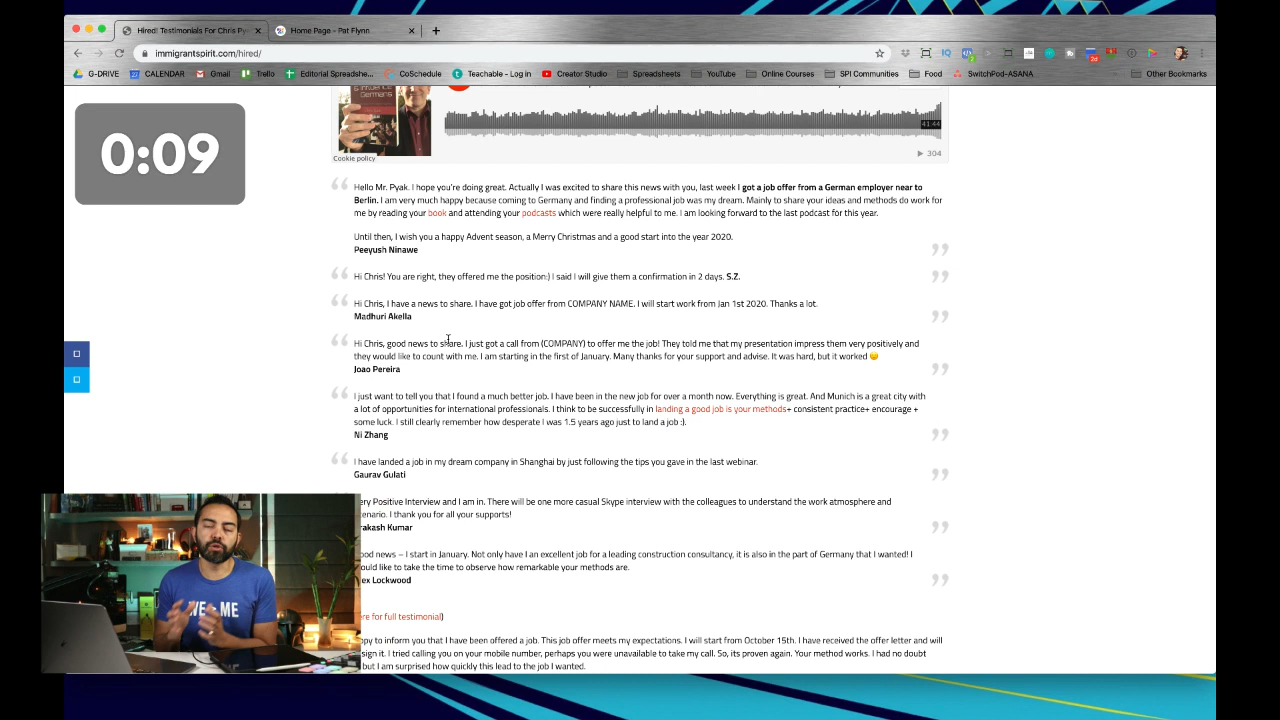 Hired! Testimonials For Chris Py
Home Page - Pat Flynn
immigrantspirit.com/hired/
G-DRIVE
CALENDAR
Gmail
Trello
Editorial Spreadshe...
CoSchedule
Teachable - Log in
Creator Studio
Spreadsheets
YouTube
Online Courses
SPI Communities
Food
SwitchPod-ASANA
Other Bookmarks
0:09
41:44
Cookie policy
304
Hello Mr. Pyak. I hope you're doing great. Actually I was excited to share this news with you, last week I got a job offer from a German employer near to
Berlin. I am very much happy because coming to Germany and finding a professional job was my dream. Mainly to share your ideas and methods do work for
me by reading your book and attending your podcasts which were really helpful to me. I am looking forward to the last podcast for this year.
Until then, I wish you a happy Advent season, a Merry Christmas and a good start into the year 2020.
Peeyush Ninawe
Hi Chris! You are right, they offered me the position:) I said I will give them a confirmation in 2 days. S.Z.
Hi Chris, I have a news to share. I have got job offer from COMPANY NAME. I will start work from Jan 1st 2020. Thanks a lot.
Madhuri Akella
Hi Chris, good news to share. I just got a call from (COMPANY) to offer me the job! They told me that my presentation impress them very positively and
they would like to count with me. I am starting in the first of January. Many thanks for your support and advise. It was hard, but it worked 😊
Joao Pereira
I just want to tell you that I found a much better job. I have been in the new job for over a month now. Everything is great. And Munich is a great city with
a lot of opportunities for international professionals. I think to be successfully in landing a good job is your methods+ consistent practice+ encourage +
some luck. I still clearly remember how desperate I was 1.5 years ago just to land a job :).
Ni Zhang
I have landed a job in my dream company in Shanghai by just following the tips you gave in the last webinar.
Gaurav Gulati
ery Positive Interview and I am in. There will be one more casual Skype interview with the colleagues to understand the work atmosphere and
enario. I thank you for all your supports!
rakash Kumar
ood news – I start in January. Not only have I an excellent job for a leading construction consultancy, it is also in the part of Germany that I wanted! I
ould like to take the time to observe how remarkable your methods are.
ex Lockwood
ere for full testimonial)
ppy to inform you that I have been offered a job. This job offer meets my expectations. I will start from October 15th. I have received the offer letter and will
sign it. I tried calling you on your mobile number, perhaps you were unavailable to take my call. So, its proven again. Your method works. I had no doubt
but I am surprised how quickly this lead to the job I wanted.